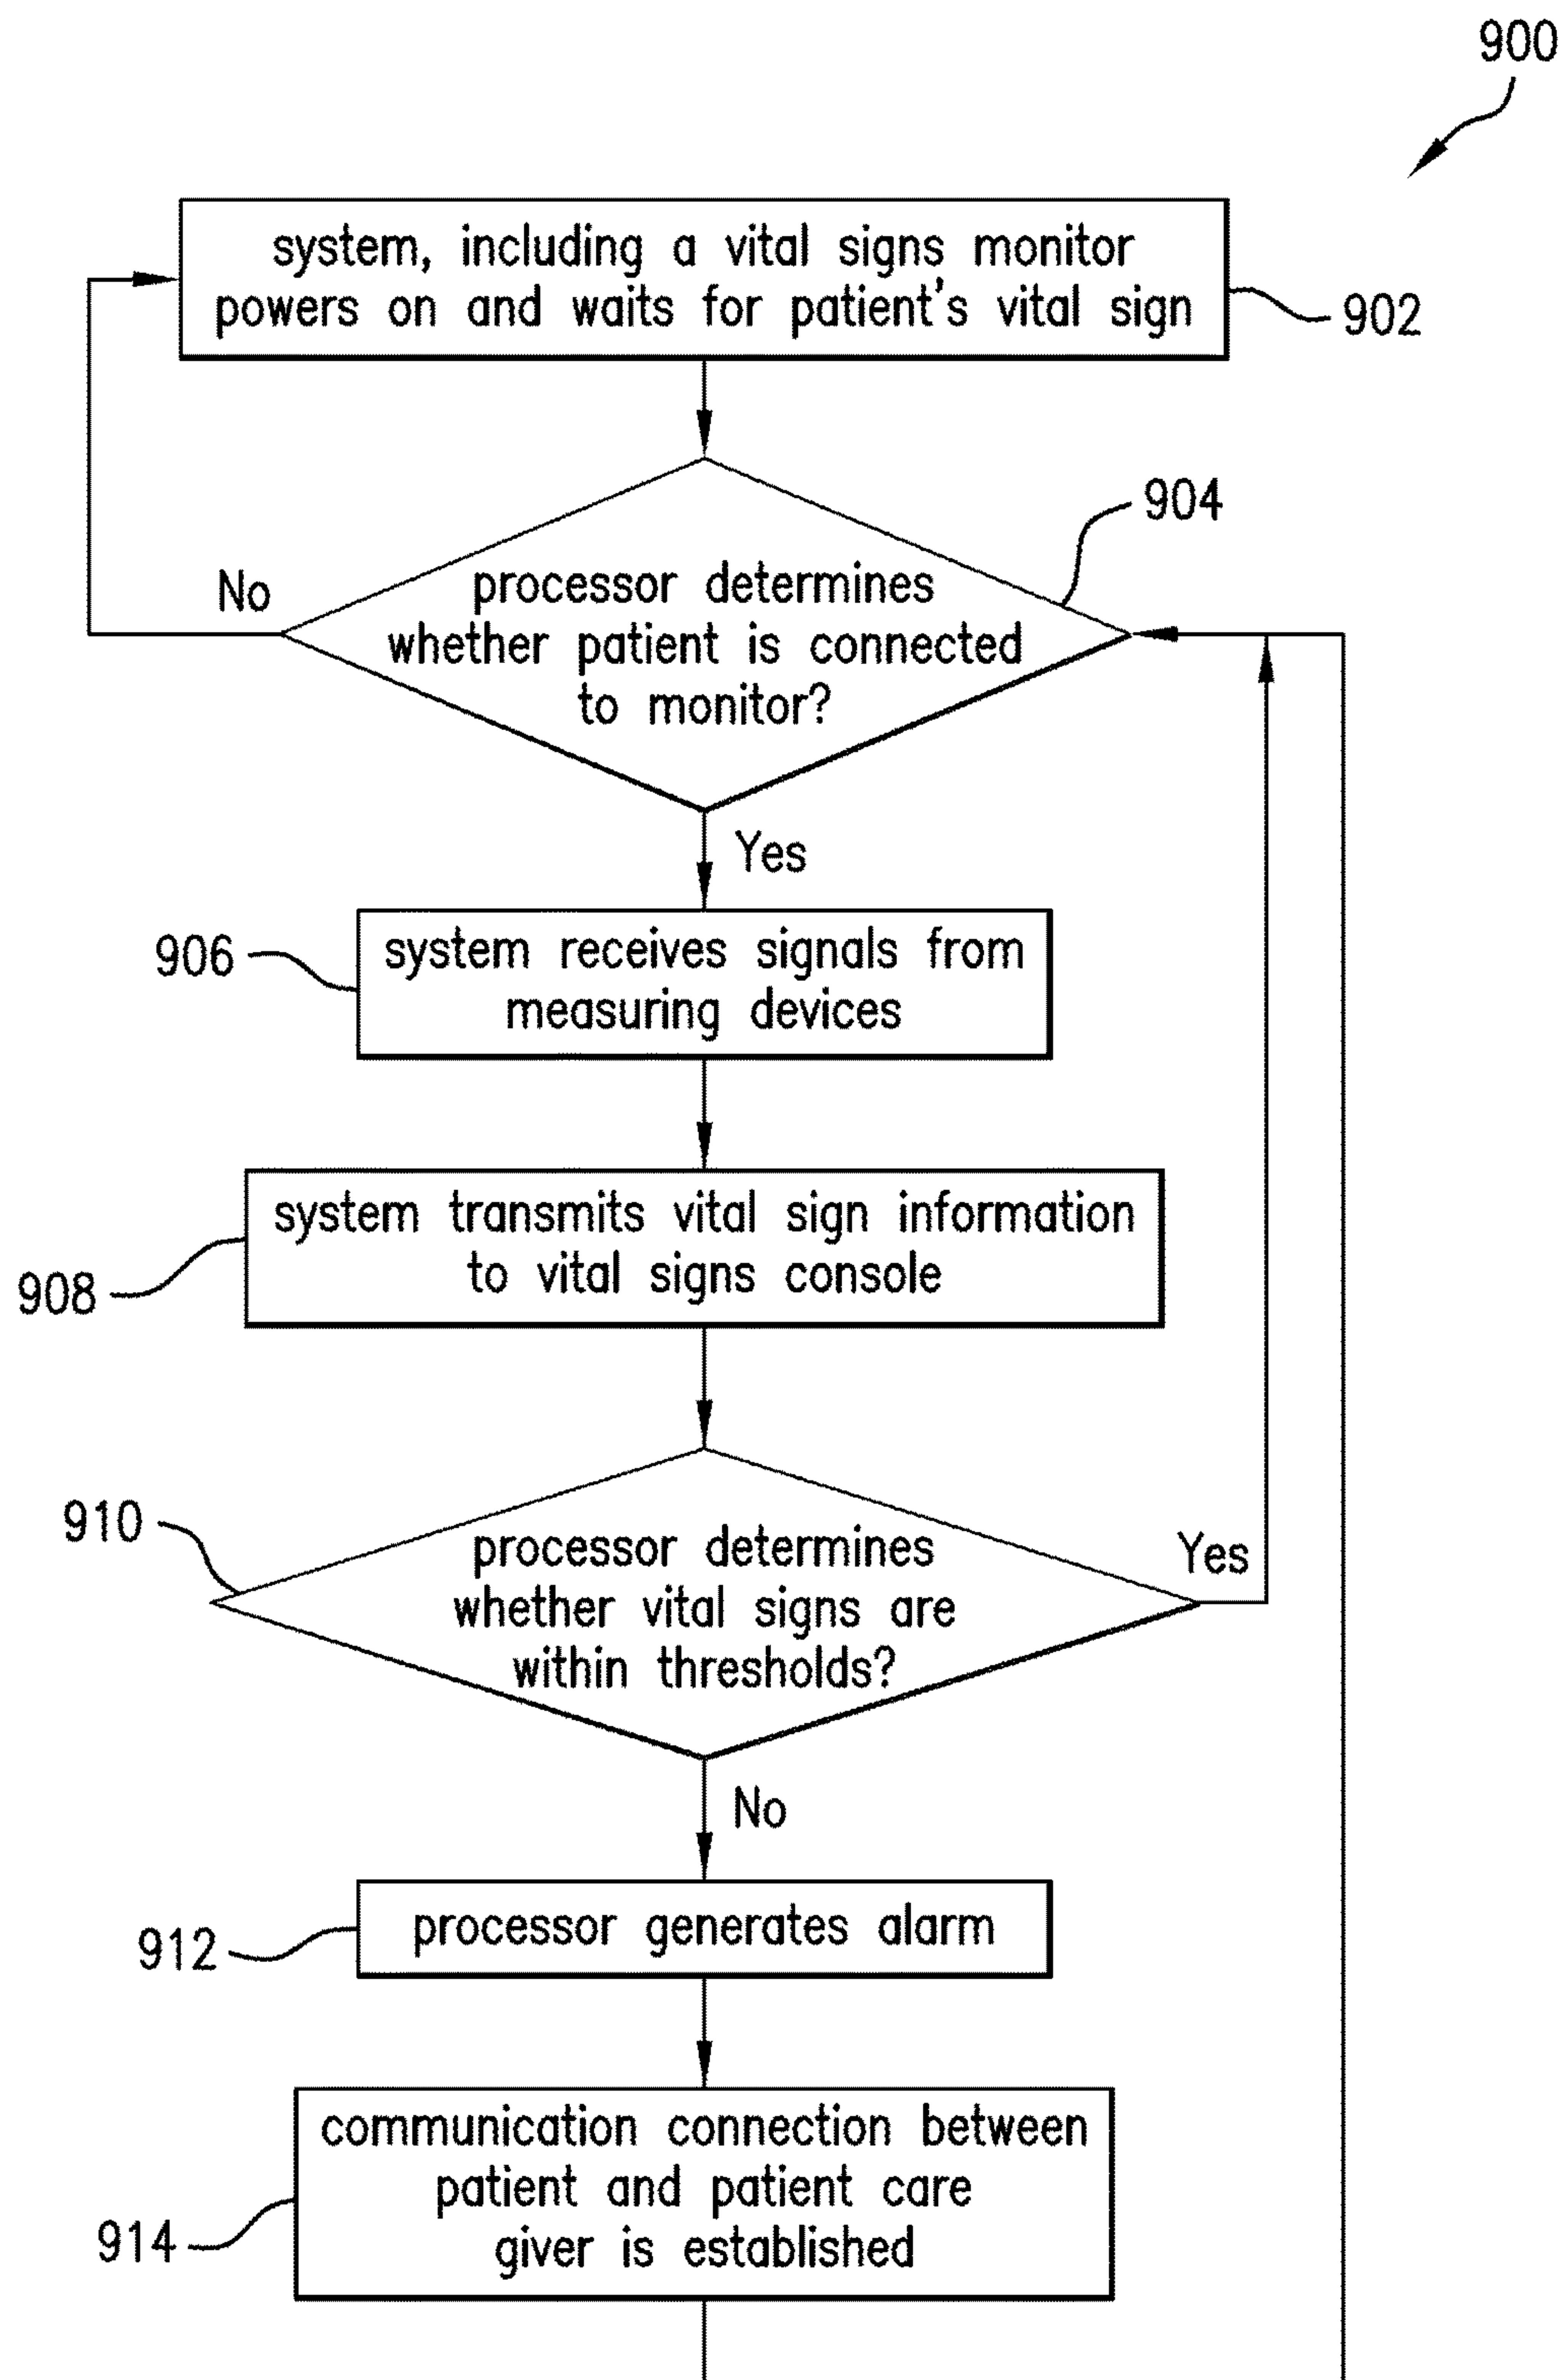 900
system, including a vital signs monitor
powers on and waits for patient's vital sign
902
904
processor determines
whether patient is connected
to monitor?
No
Yes
906
system receives signals from
measuring devices
system transmits vital sign information
to vital signs console
908
910
processor determines
whether vital signs are
within thresholds?
Yes
No
processor generates alarm
912
communication connection between
patient and patient care
giver is established
914